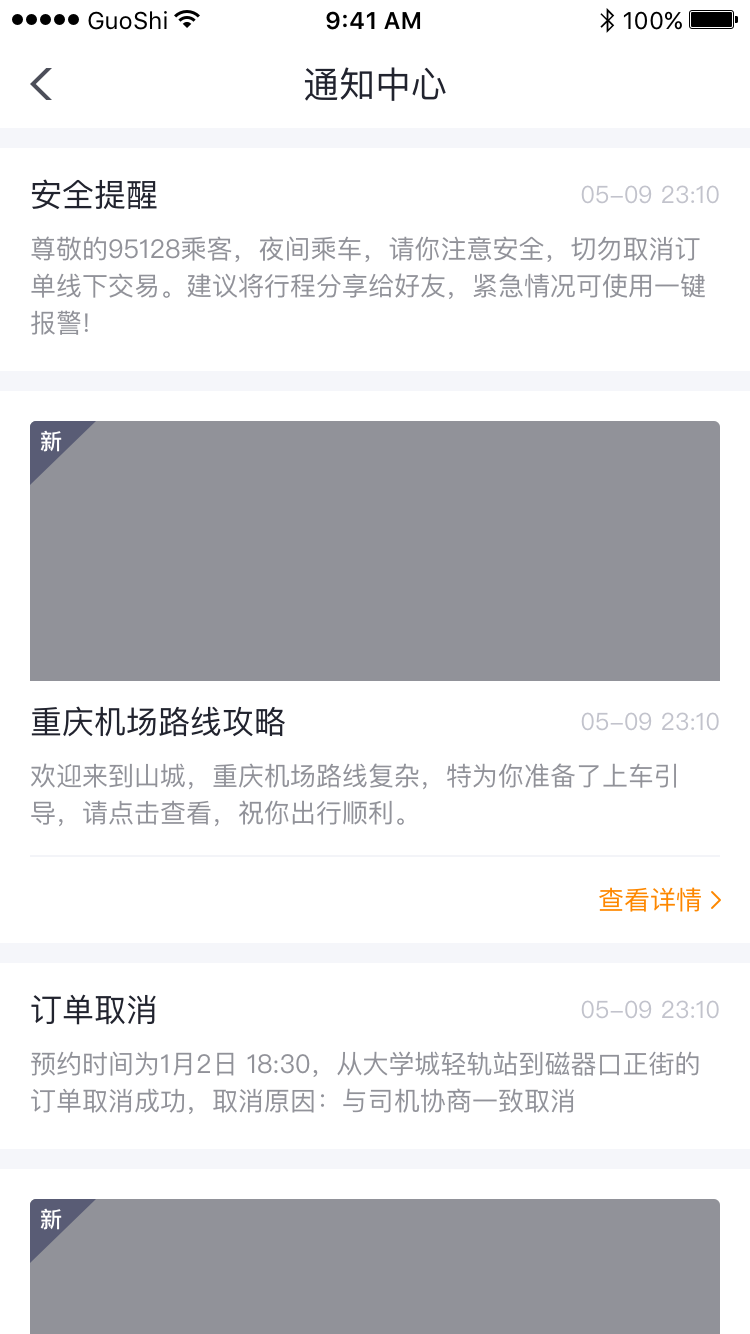 GuoShi 9:41 AM 100%
通知中心
安全提醒 05-09 23:10
尊敬的95128乘客，夜间乘车，请你注意安全，切勿取消订
单线下交易。建议将行程分享给好友，紧急情况可使用一键
报警!
新
重庆机场路线攻略 05-09 23:10
欢迎来到山城，重庆机场路线复杂，特为你准备了上车引
导，请点击查看，祝你出行顺利。
查看详情
订单取消 05-09 23:10
预约时间为1月2日 18:30，从大学城轻轨站到磁器口正街的
订单取消成功，取消原因：与司机协商一致取消
新